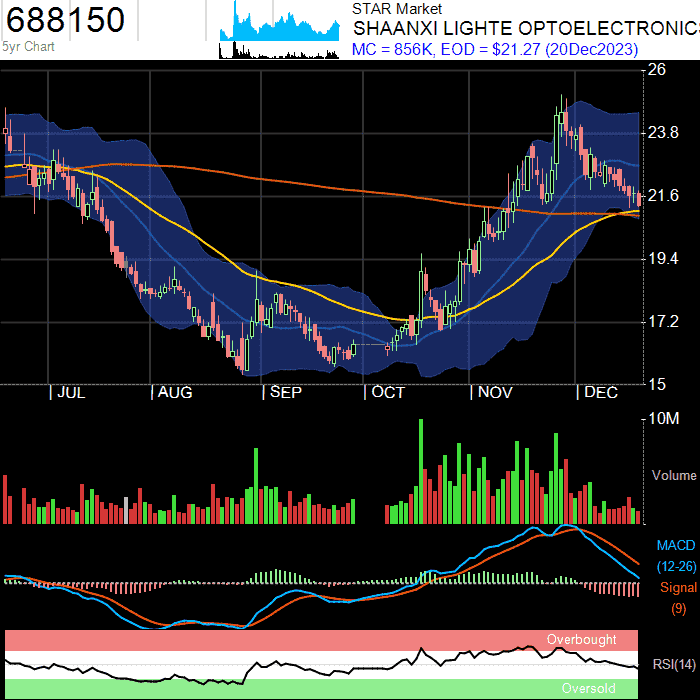 688150
5yr Chart
STAR Market
SHAANXI LIGHTE OPTOELECTRONIC
MC = 856K, EOD = $21.27 (20Dec2023)
26
23.8
21.6
19.4
17.2
15
| JUL | AUG | SEP | OCT | NOV | DEC
10M
Volume
MACD
(12-26)
Signal
(9)
Overbought
RSI(14)
Oversold